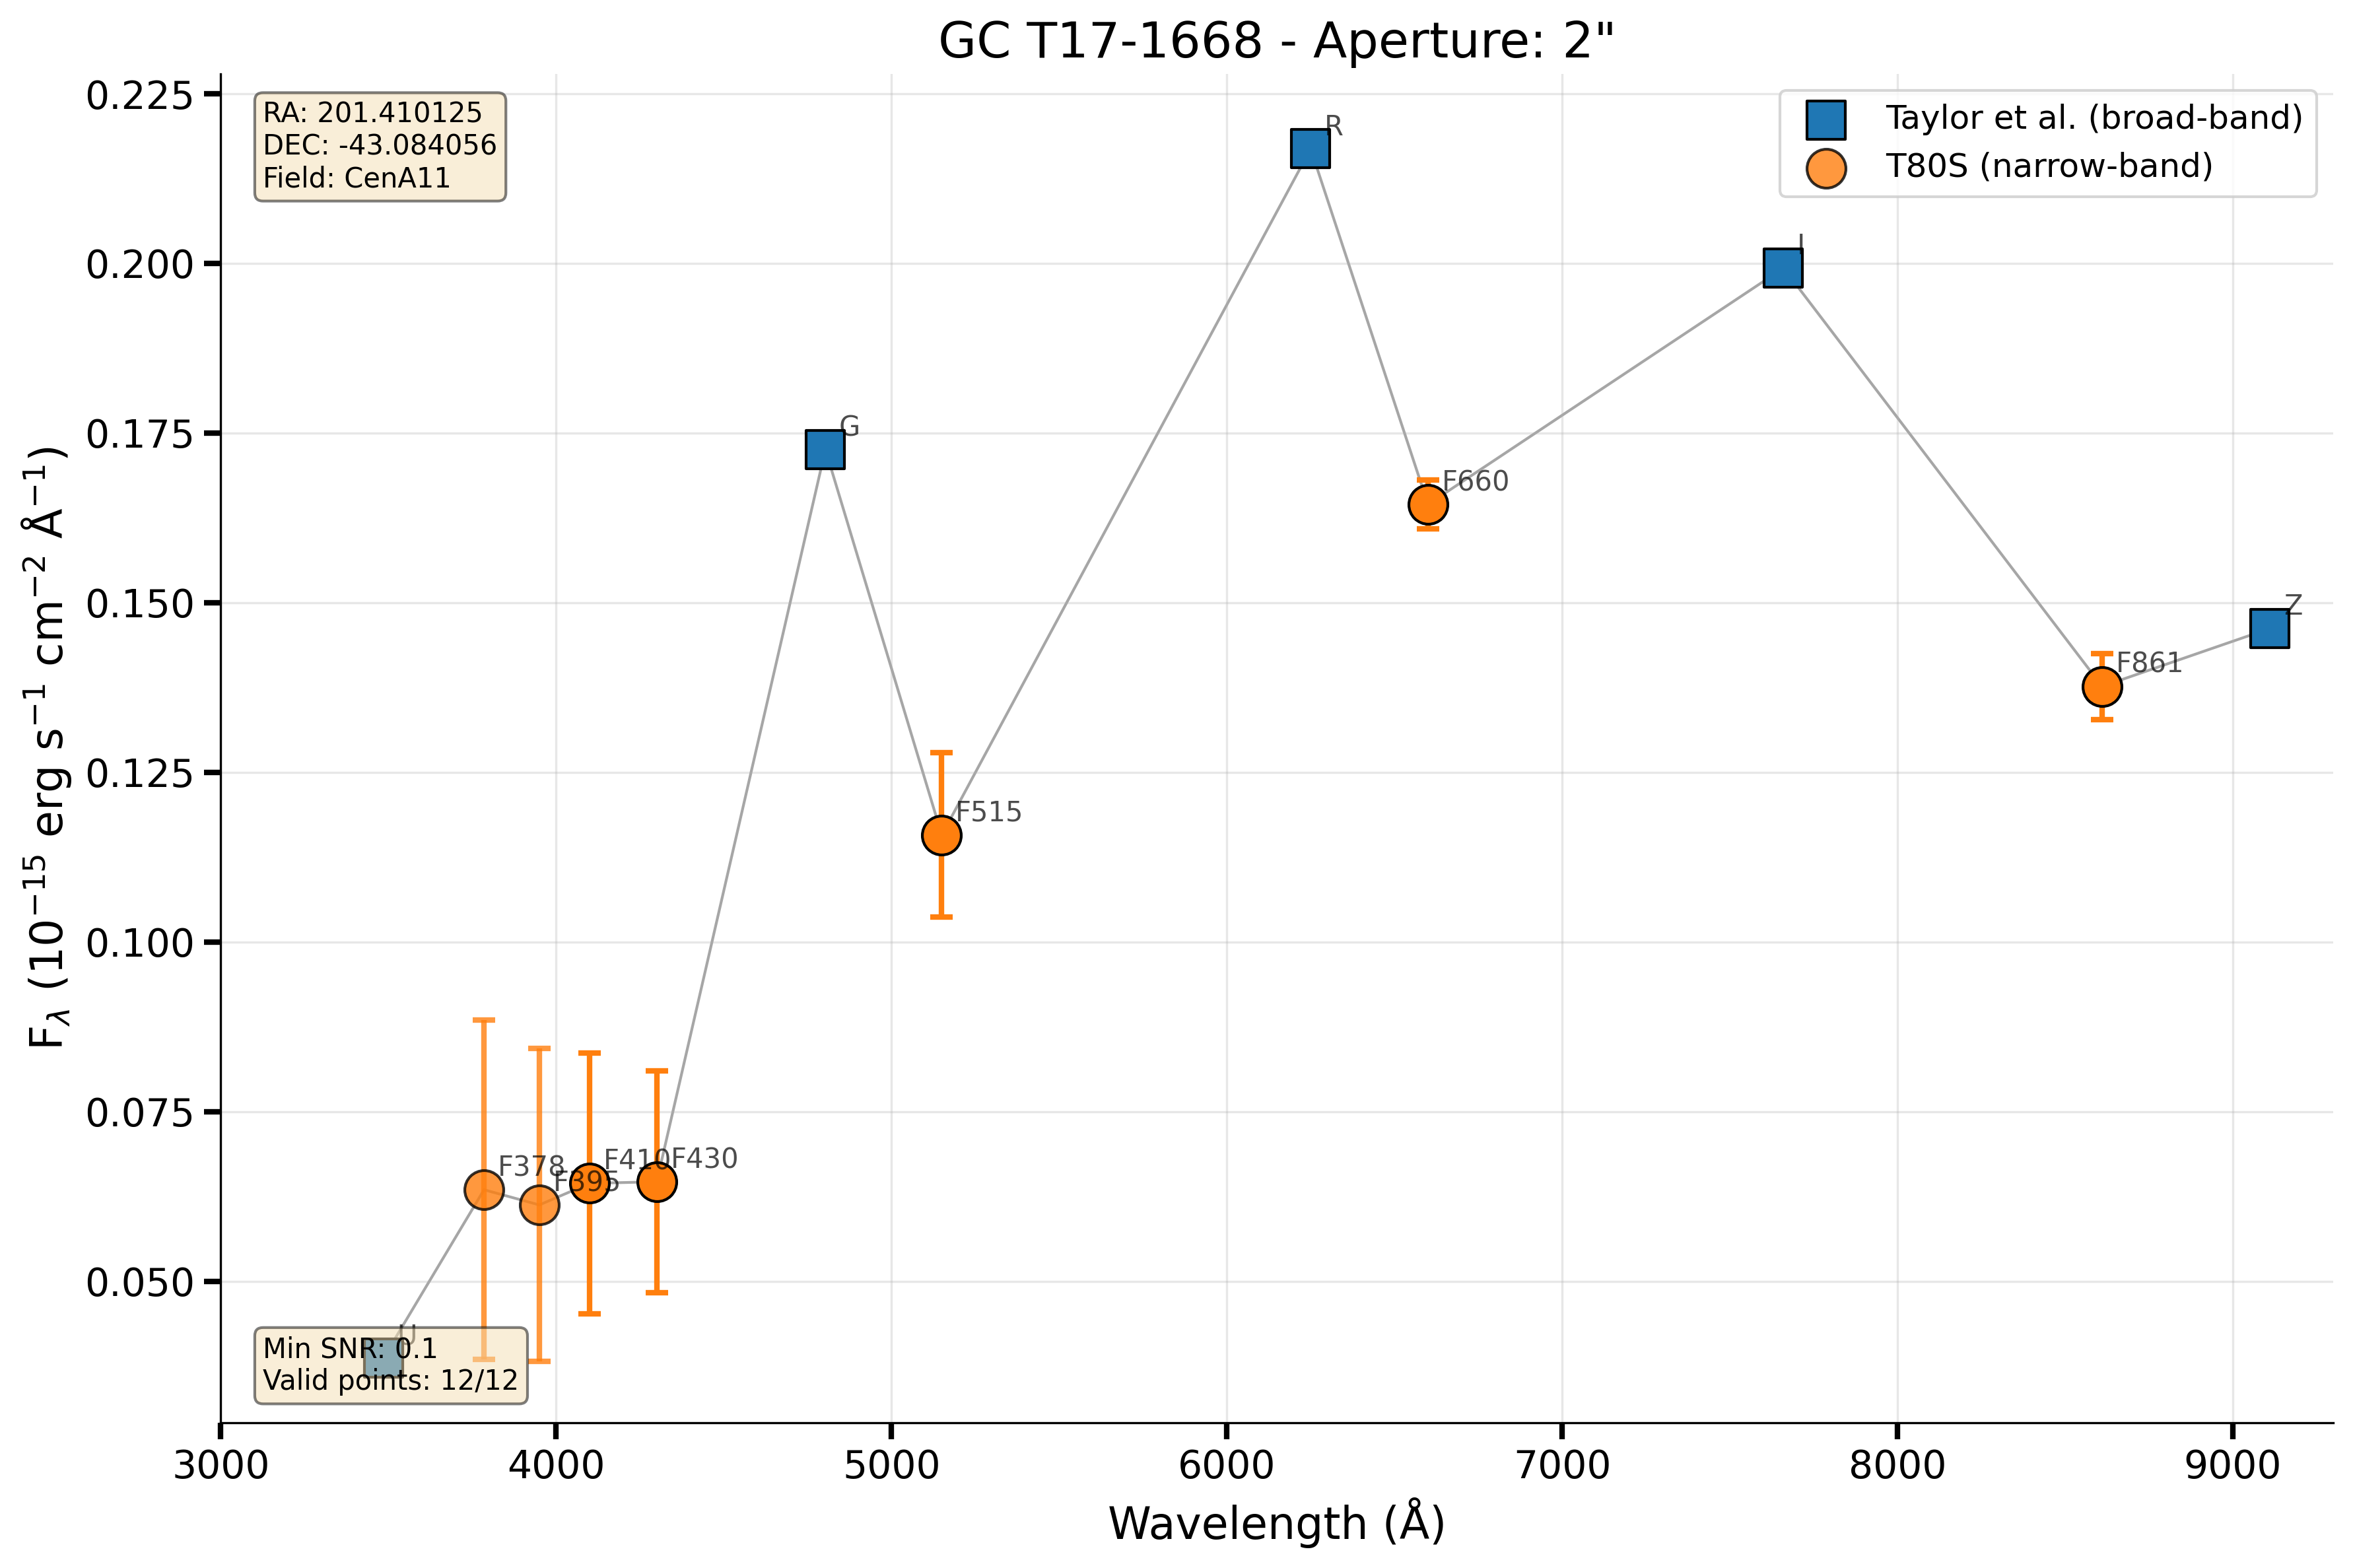 GC T17-1668 - Aperture: 2"
RA: 201.410125
DEC: -43.084056
Field: CenA11
Taylor et al. (broad-band)
T80S (narrow-band)
F_λ (10⁻¹⁵ erg s⁻¹ cm⁻² Å⁻¹)
0.225
0.200
0.175
0.150
0.125
0.100
0.075
0.050
R
I
G
F660
Z
F861
F515
F378
F395
F410
F430
U
Min SNR: 0.1
Valid points: 12/12
3000
4000
5000
6000
7000
8000
9000
Wavelength (Å)